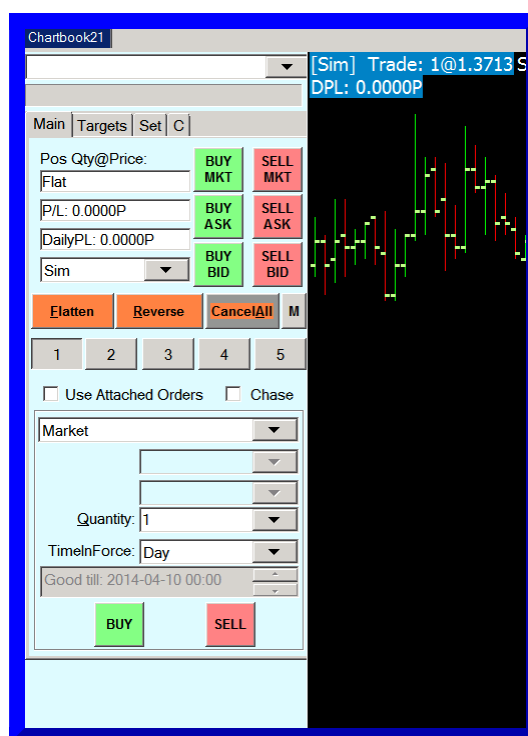 Chartbook21
[Sim] Trade: 1@1.3713 S
DPL: 0.0000P
Main Targets Set C
Pos Qty@Price:
Flat
BUY MKT
SELL MKT
P/L: 0.0000P
BUY ASK
SELL ASK
DailyPL: 0.0000P
Sim
BUY BID
SELL BID
Flatten Reverse CancelAll M
1 2 3 4 5
Use Attached Orders Chase
Market
Quantity: 1
TimeInForce: Day
Good till: 2014-04-10 00:00
BUY SELL